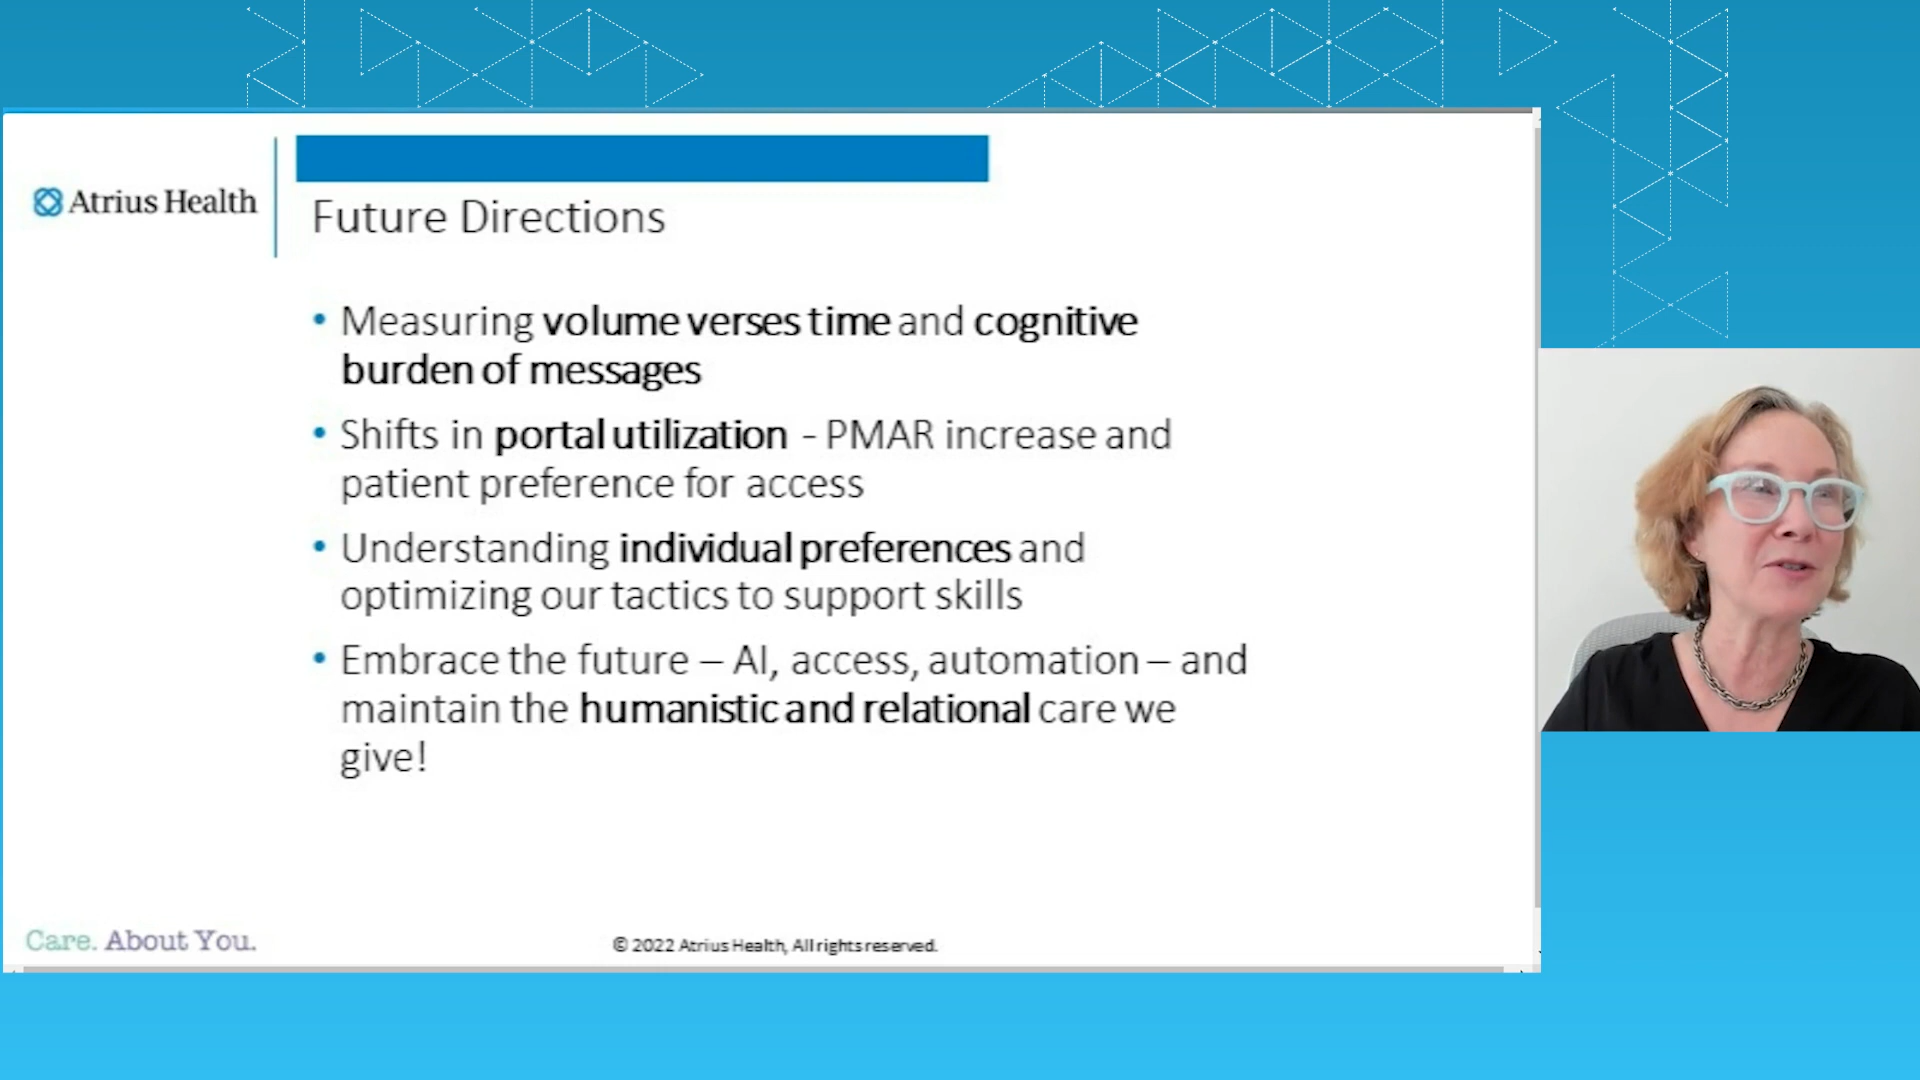 Atrius Health
Future Directions
• Measuring volume verses time and cognitive
burden of messages
• Shifts in portal utilization - PMAR increase and
patient preference for access
• Understanding individual preferences and
optimizing our tactics to support skills
• Embrace the future – AI, access, automation – and
maintain the humanistic and relational care we
give!
Care. About You.
© 2022 Atrius Health, All rights reserved.